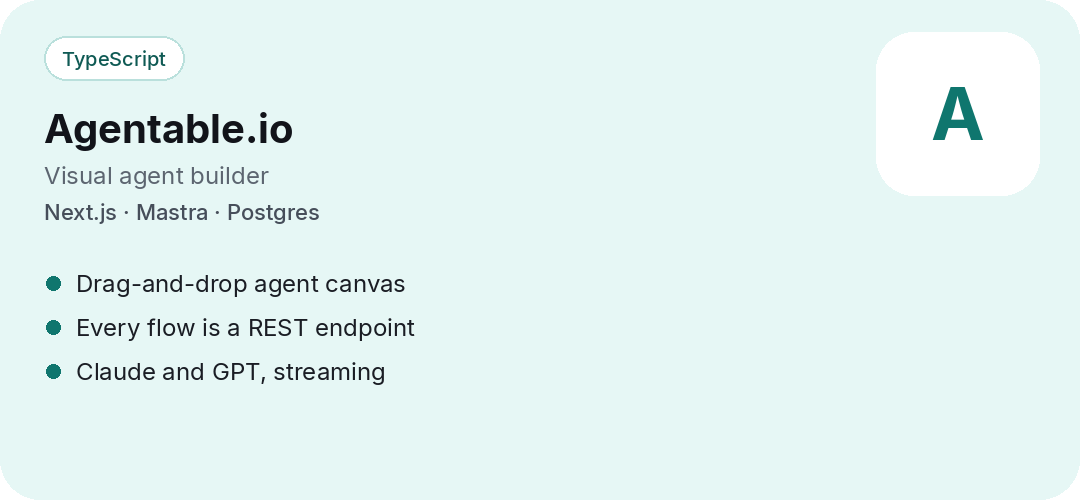 TypeScript
A
Agentable.io
Visual agent builder
Next.js · Mastra · Postgres
Drag-and-drop agent canvas
Every flow is a REST endpoint
Claude and GPT, streaming